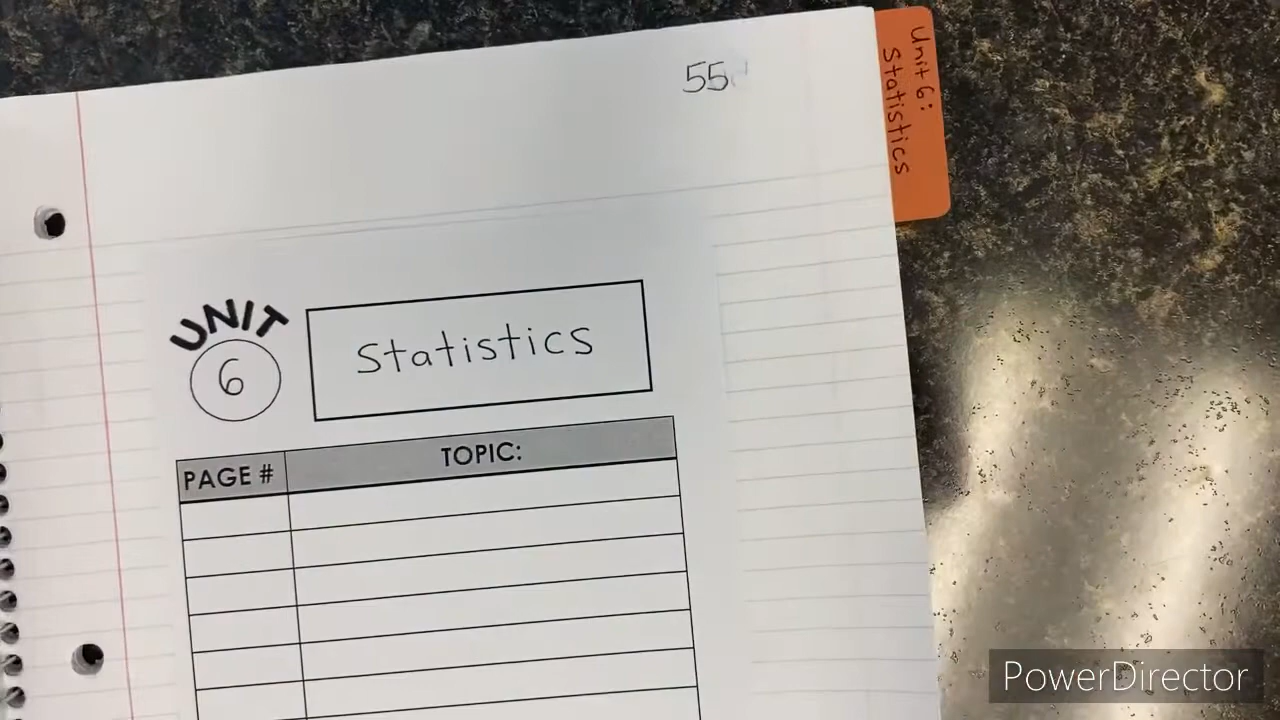 55
Unit 6:
Statistics
UNIT
6
Statistics
PAGE # TOPIC:
PowerDirector